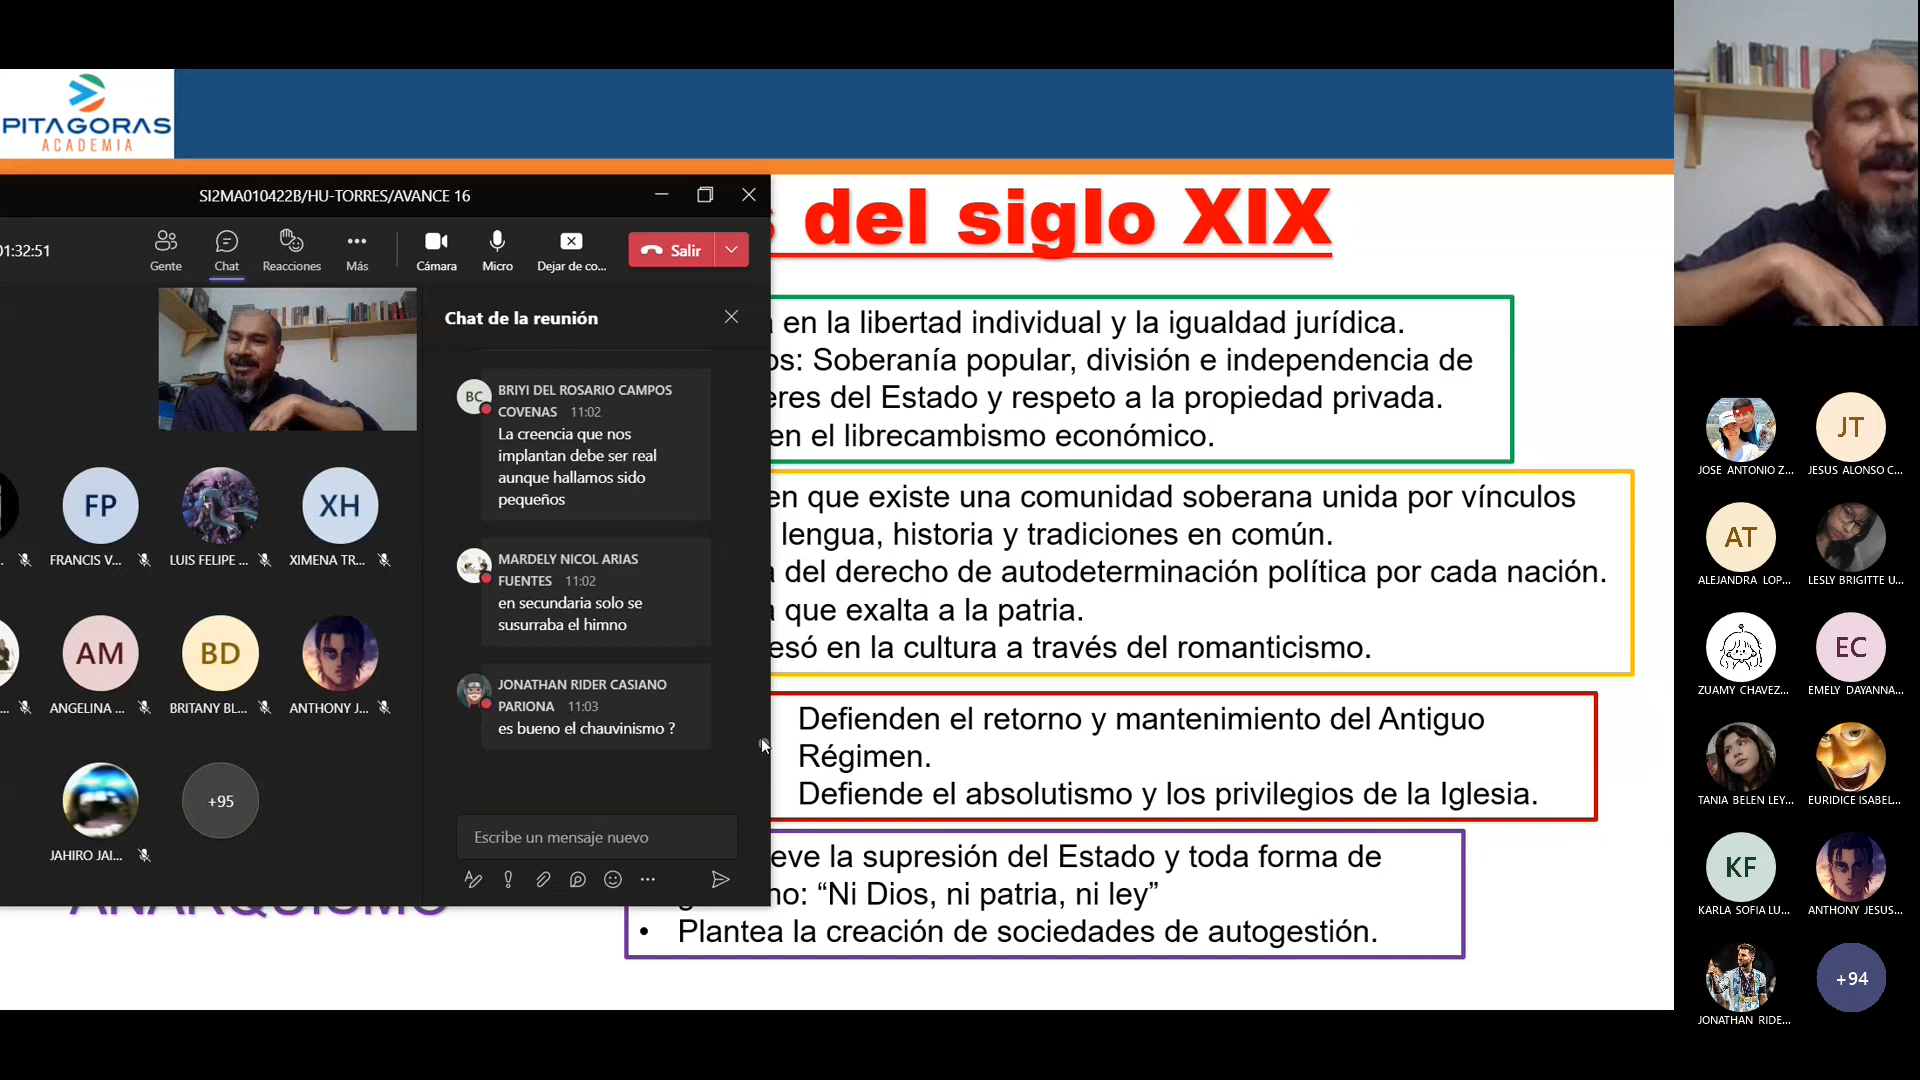 PITAGORAS
ACADEMIA
SI2MA010422B/HU-TORRES/AVANCE 16
01:32:51
Gente
Chat
Reacciones
Más
Cámara
Micro
Dejar de co...
Salir
Chat de la reunión
BC
BRIYI DEL ROSARIO CAMPOS
COVENAS 11:02
La creencia que nos
implantan debe ser real
aunque hallamos sido
pequeños
MARDELY NICOL ARIAS
FUENTES 11:02
en secundaria solo se
susurraba el himno
JONATHAN RIDER CASIANO
PARIONA 11:03
es bueno el chauvinismo ?
Escribe un mensaje nuevo
FP
XH
FRANCIS V...
LUIS FELIPE ...
XIMENA TR...
AM
BD
ANGELINA ...
BRITANY BL...
ANTHONY J...
+95
JAHIRO JAI...
del siglo XIX
en la libertad individual y la igualdad jurídica.
os: Soberanía popular, división e independencia de
eres del Estado y respeto a la propiedad privada.
en el librecambismo económico.
en que existe una comunidad soberana unida por vínculos
lengua, historia y tradiciones en común.
a del derecho de autodeterminación política por cada nación.
a que exalta a la patria.
esó en la cultura a través del romanticismo.
Defienden el retorno y mantenimiento del Antiguo
Régimen.
Defiende el absolutismo y los privilegios de la Iglesia.
ANARQUISMO
eve la supresión del Estado y toda forma de
no: “Ni Dios, ni patria, ni ley”
• Plantea la creación de sociedades de autogestión.
JT
JOSE ANTONIO Z...
JESUS ALONSO C...
AT
ALEJANDRA LOP...
LESLY BRIGITTE U...
EC
ZUAMY CHAVEZ...
EMELY DAYANNA...
TANIA BELEN LEY...
EURIDICE ISABEL...
KF
KARLA SOFIA LU...
ANTHONY JESUS...
+94
JONATHAN RIDE...